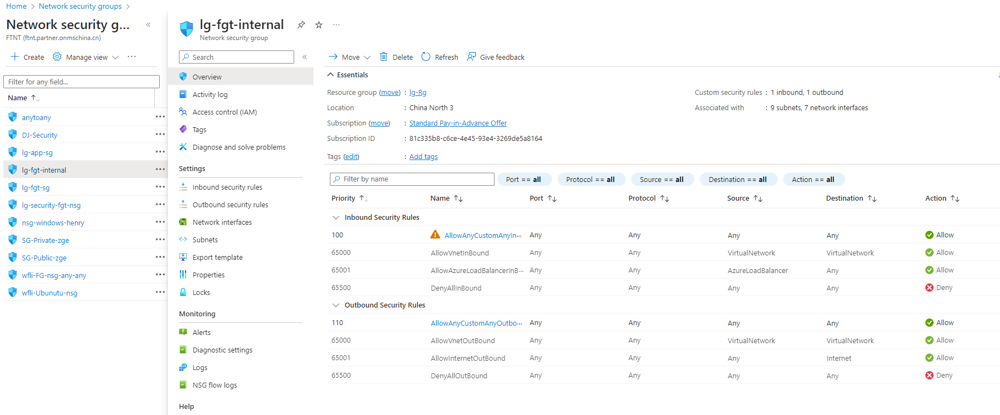 Home > Network security groups >
Network security g... «
FTNT (ftnt.partner.onmschina.cn)
Create Manage view ...
Filter for any field...
Name
anytoany ...
DJ-Security ...
lg-app-sg ...
lg-fgt-internal ...
lg-fgt-sg ...
lg-security-fgt-nsg ...
nsg-windows-henry ...
SG-Private-zge ...
SG-Public-zge ...
wfli-FG-nsg-any-any ...
wfli-Ubunutu-nsg ...
lg-fgt-internal ...
Network security group
Search «
Overview
Activity log
Access control (IAM)
Tags
Diagnose and solve problems
Settings
Inbound security rules
Outbound security rules
Network interfaces
Subnets
Export template
Properties
Locks
Monitoring
Alerts
Diagnostic settings
Logs
NSG flow logs
Help
Move Delete Refresh Give feedback
Essentials
Resource group (move) : lg-Rg
Location : China North 3
Subscription (move) : Standard Pay-in-Advance Offer
Subscription ID : 81c335b8-c6ce-4e45-93e4-3269de5a8164
Tags (edit) : Add tags
Custom security rules : 1 inbound, 1 outbound
Associated with : 9 subnets, 7 network interfaces
Filter by name Port == all Protocol == all Source == all Destination == all Action == all
Priority Name Port Protocol Source Destination Action
Inbound Security Rules
100 AllowAnyCustomAnyIn... Any Any Any Any Allow
65000 AllowVnetInBound Any Any VirtualNetwork VirtualNetwork Allow
65001 AllowAzureLoadBalancerInB... Any Any AzureLoadBalancer Any Allow
65500 DenyAllInBound Any Any Any Any Deny
Outbound Security Rules
110 AllowAnyCustomAnyOutbo... Any Any Any Any Allow
65000 AllowVnetOutBound Any Any VirtualNetwork VirtualNetwork Allow
65001 AllowInternetOutBound Any Any Any Internet Allow
65500 DenyAllOutBound Any Any Any Any Deny